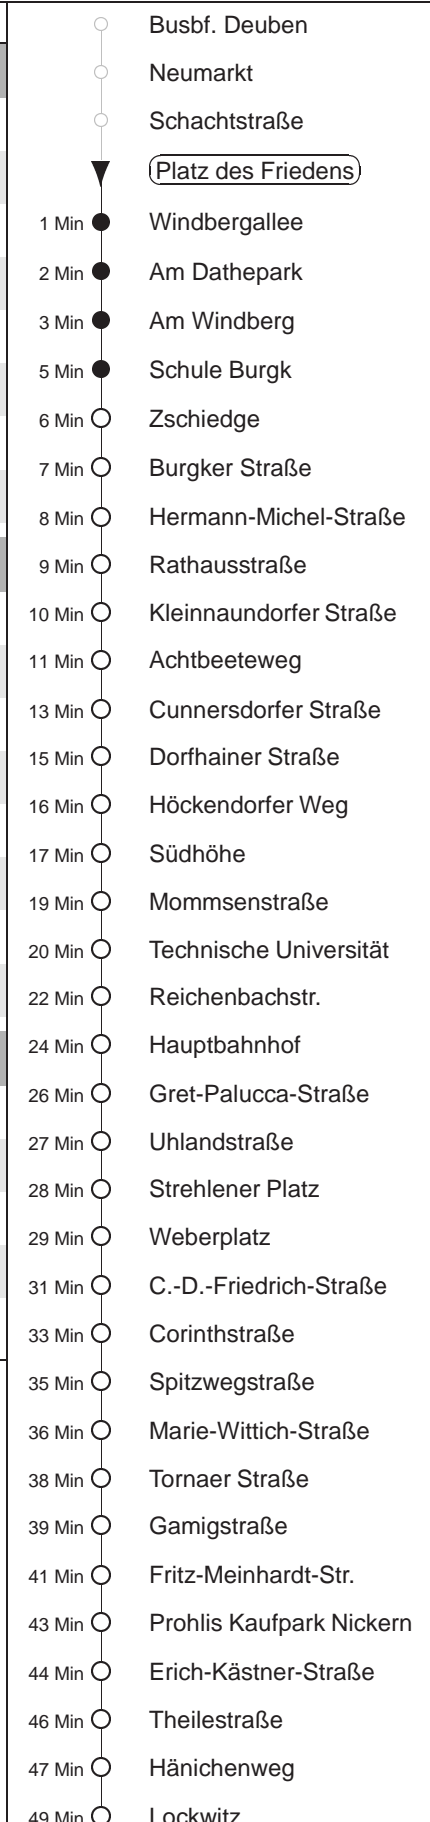 Busbf. Deuben
Neumarkt
Schachtstraße
Platz des Friedens
1 Min Windbergallee
2 Min Am Dathepark
3 Min Am Windberg
5 Min Schule Burgk
6 Min Zschiedge
7 Min Burgker Straße
8 Min Hermann-Michel-Straße
9 Min Rathausstraße
10 Min Kleinnaundorfer Straße
11 Min Achtbeeteweg
13 Min Cunnersdorfer Straße
15 Min Dorfhainer Straße
16 Min Höckendorfer Weg
17 Min Südhöhe
19 Min Mommsenstraße
20 Min Technische Universität
22 Min Reichenbachstr.
24 Min Hauptbahnhof
26 Min Gret-Palucca-Straße
27 Min Uhlandstraße
28 Min Strehlener Platz
29 Min Weberplatz
31 Min C.-D.-Friedrich-Straße
33 Min Corinthstraße
35 Min Spitzwegstraße
36 Min Marie-Wittich-Straße
38 Min Tornaer Straße
39 Min Gamigstraße
41 Min Fritz-Meinhardt-Str.
43 Min Prohlis Kaufpark Nickern
44 Min Erich-Kästner-Straße
46 Min Theilestraße
47 Min Hänichenweg
49 Min Lockwitz